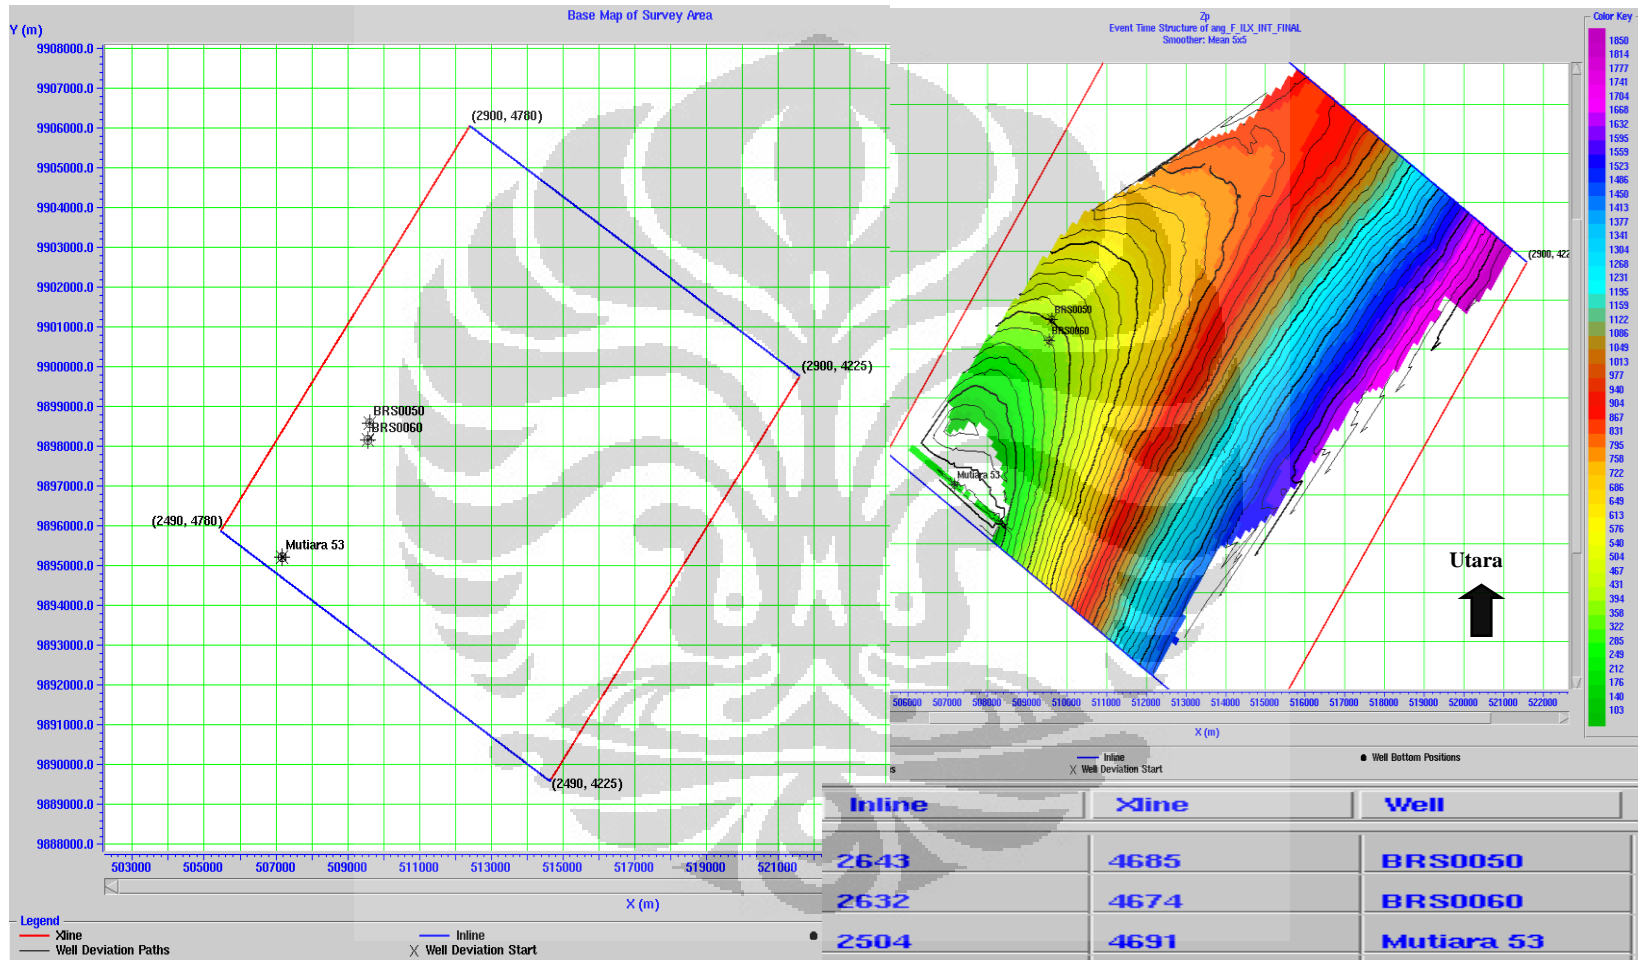 Base Map of Survey Area
Y (m)
9908000.0
9907000.0
9906000.0
9905000.0
9904000.0
9903000.0
9902000.0
9901000.0
9900000.0
9899000.0
9898000.0
9897000.0
9896000.0
9895000.0
9894000.0
9893000.0
9892000.0
9891000.0
9890000.0
9889000.0
9888000.0
(2900, 4780)
(2900, 4225)
BRS0050
BRS0060
(2490, 4780)
Mutiara 53
(2490, 4225)
503000 505000 507000 509000 511000 513000 515000 517000 519000 521000
X (m)
Legend
Xline
Inline
Well Deviation Paths
X Well Deviation Start
Zp
Event Time Structure of ang_F_ILX_INT_FINAL
Smoother: Mean 5x5
(2900, 422
BRS0050
BRS0060
Mutiara 53
Utara
506000 507000 508000 509000 510000 511000 512000 513000 514000 515000 516000 517000 518000 519000 520000 521000 522000
X (m)
Inline
Well Bottom Positions
s
X Well Deviation Start
Color Key
1850
1814
1777
1741
1704
1668
1632
1595
1559
1523
1486
1450
1413
1377
1341
1304
1268
1231
1195
1159
1122
1086
1049
1013
977
940
904
867
831
795
758
722
686
649
613
576
540
504
467
431
394
358
322
285
249
212
176
140
103
Inline Xline Well
2643 4685 BRS0050
2632 4674 BRS0060
2504 4691 Mutiara 53